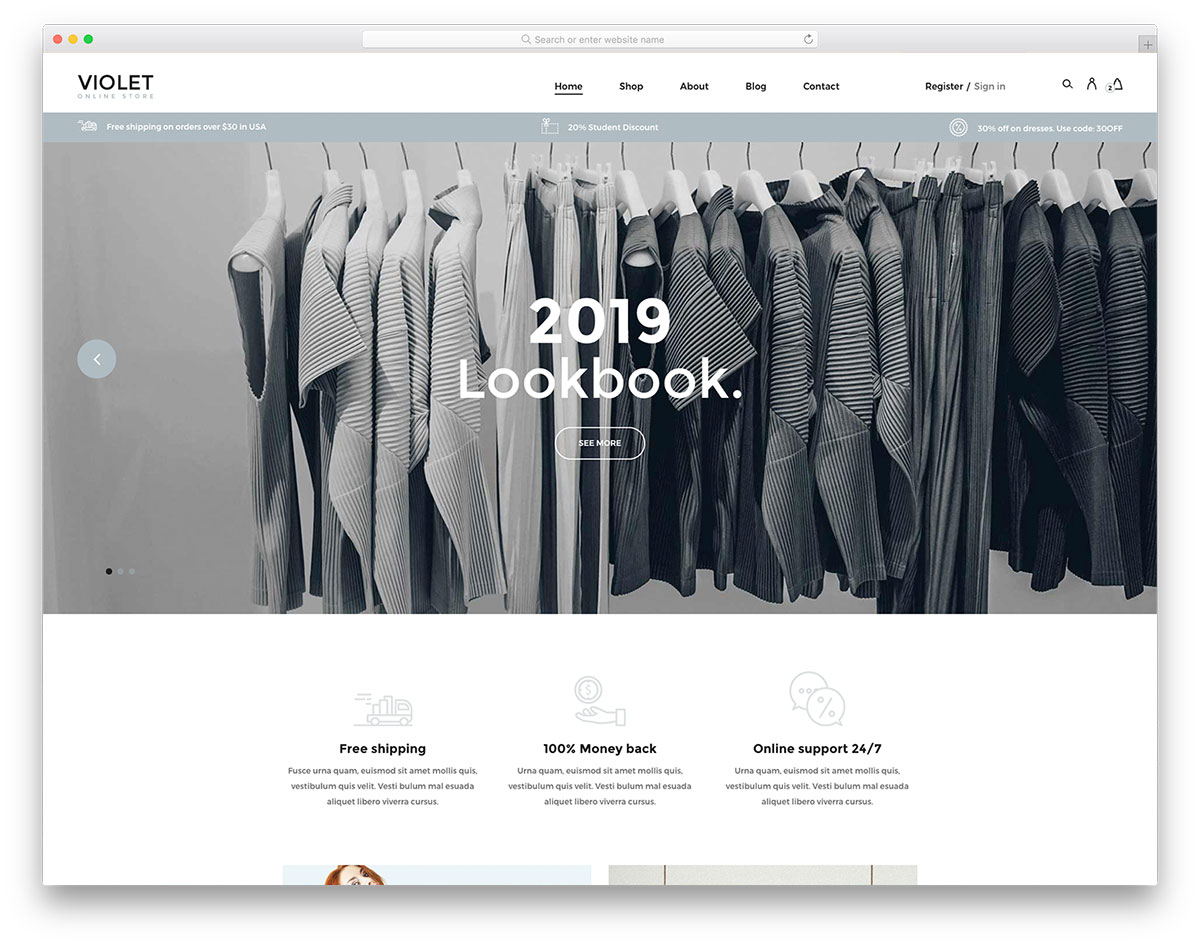 Search or enter website name
VIOLET
ONLINE STORE
Home Shop About Blog Contact Register / Sign in 2
Free shipping on orders over $30 in USA 20% Student Discount 30% off on dresses. Use code: 30OFF
2019
Lookbook.
SEE MORE
Free shipping
Fusce urna quam, euismod sit amet mollis quis,
vestibulum quis velit. Vesti bulum mal esuada
aliquet libero viverra cursus.
100% Money back
Urna quam, euismod sit amet mollis quis,
vestibulum quis velit. Vesti bulum mal esuada
aliquet libero viverra cursus.
Online support 24/7
Urna quam, euismod sit amet mollis quis,
vestibulum quis velit. Vesti bulum mal esuada
aliquet libero viverra cursus.